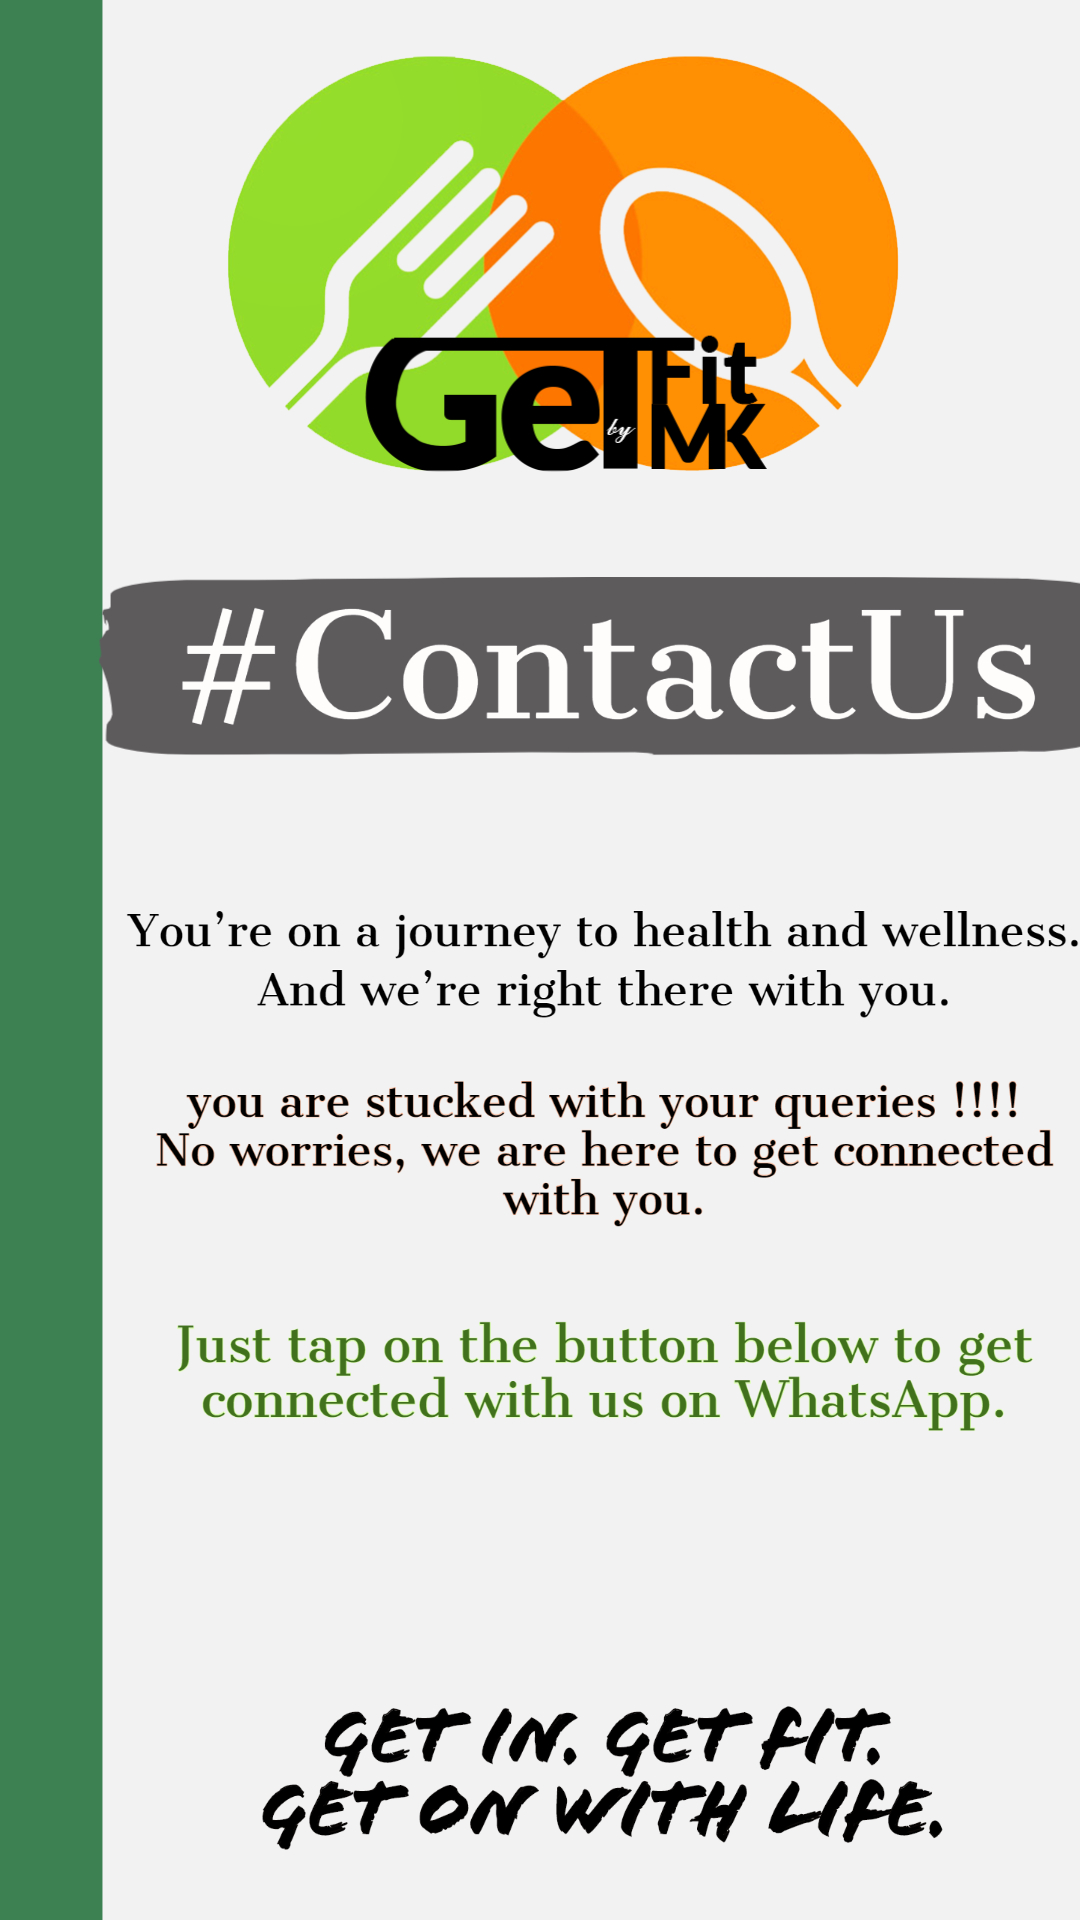 GeT Fit
by MK
#ContactUs
You’re on a journey to health and wellness.
And we’re right there with you.
you are stucked with your queries !!!!
No worries, we are here to get connected
with you.
Just tap on the button below to get
connected with us on WhatsApp.
GET IN. GET FIT.
GET ON WITH LIFE.